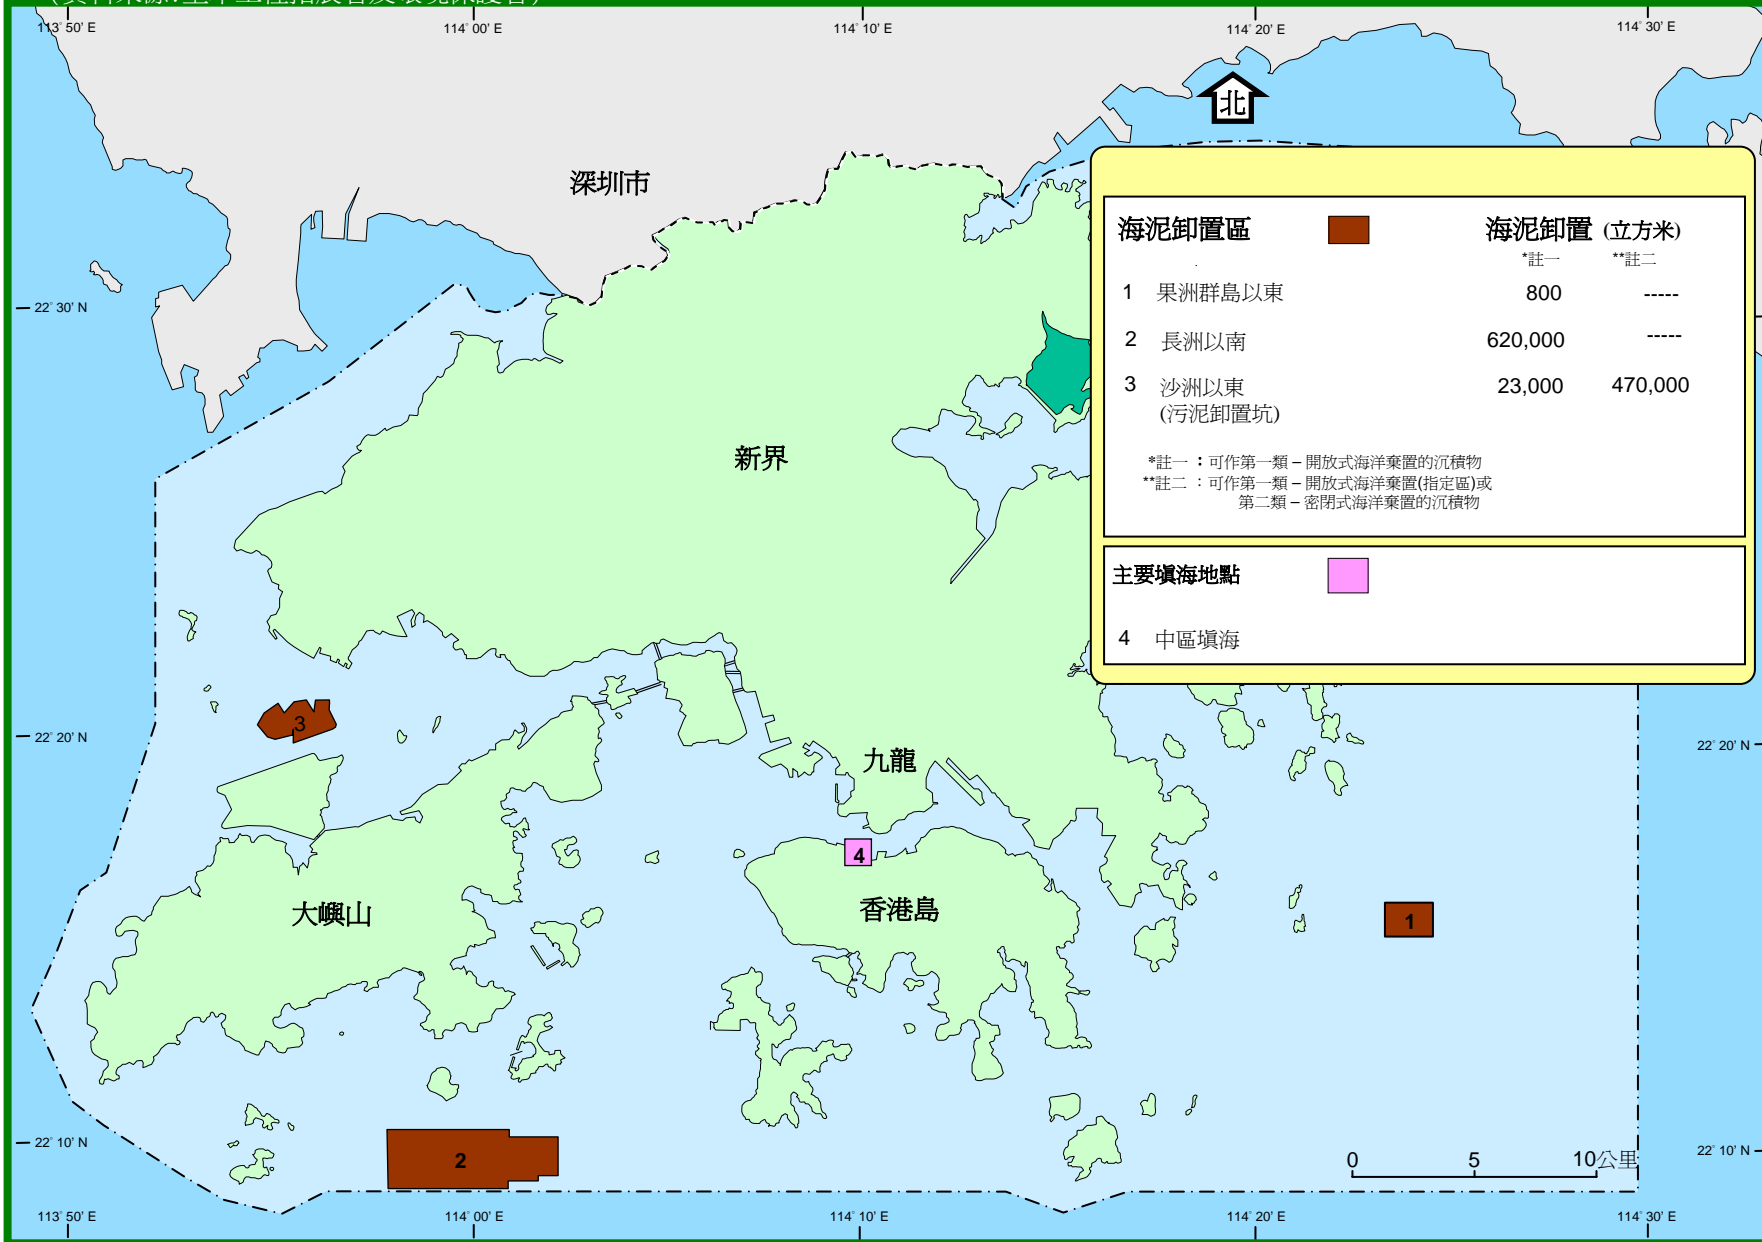 113° 50' E
114° 00' E
114° 10' E
114° 20' E
114° 30' E
北
深圳市
海泥卸置區 海泥卸置 (立方米)
*註一 **註二
1 果洲群島以東 800 -----
2 長洲以南 620,000 -----
3 沙洲以東 23,000 470,000
(污泥卸置坑)
*註一 : 可作第一類 – 開放式海洋棄置的沉積物
**註二 : 可作第一類 – 開放式海洋棄置(指定區)或
第二類 – 密閉式海洋棄置的沉積物
主要填海地點
4 中區填海
22° 30' N
新界
3
22° 20' N
22° 20' N
九龍
4
大嶼山
香港島
1
22° 10' N
22° 10' N
2
0 5 10公里
113° 50' E
114° 00' E
114° 10' E
114° 20' E
114° 30' E